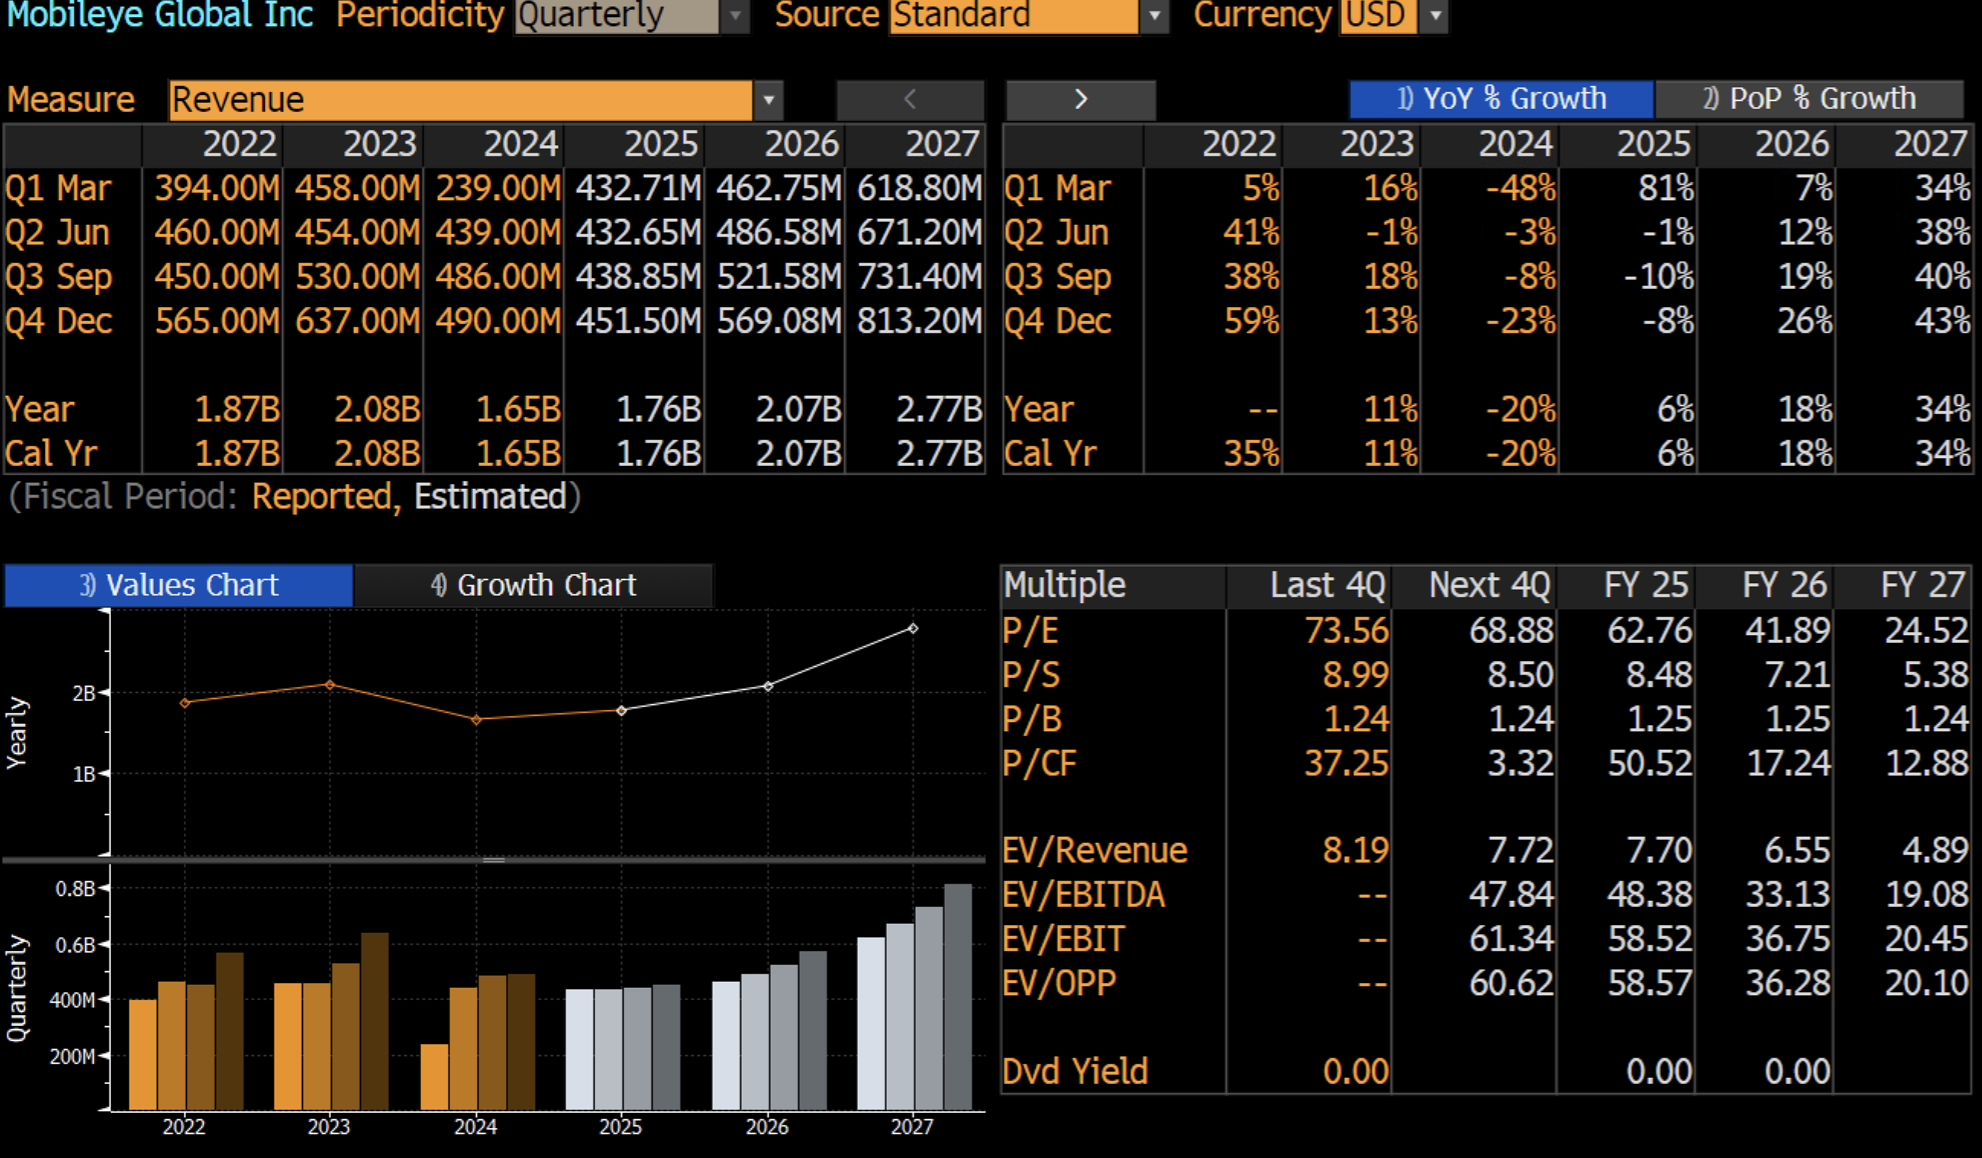 Mobileye Global Inc Periodicity Quarterly Source Standard Currency USD
Measure Revenue < > 1) YoY % Growth 2) PoP % Growth
2022 2023 2024 2025 2026 2027
Q1 Mar 394.00M 458.00M 239.00M 432.71M 462.75M 618.80M
Q2 Jun 460.00M 454.00M 439.00M 432.65M 486.58M 671.20M
Q3 Sep 450.00M 530.00M 486.00M 438.85M 521.58M 731.40M
Q4 Dec 565.00M 637.00M 490.00M 451.50M 569.08M 813.20M
Year 1.87B 2.08B 1.65B 1.76B 2.07B 2.77B
Cal Yr 1.87B 2.08B 1.65B 1.76B 2.07B 2.77B
2022 2023 2024 2025 2026 2027
Q1 Mar 5% 16% -48% 81% 7% 34%
Q2 Jun 41% -1% -3% -1% 12% 38%
Q3 Sep 38% 18% -8% -10% 19% 40%
Q4 Dec 59% 13% -23% -8% 26% 43%
Year -- 11% -20% 6% 18% 34%
Cal Yr 35% 11% -20% 6% 18% 34%
(Fiscal Period: Reported, Estimated)
3) Values Chart 4) Growth Chart
Yearly
2B
1B
Quarterly
0.8B
0.6B
400M
200M
2022 2023 2024 2025 2026 2027
Multiple Last 4Q Next 4Q FY 25 FY 26 FY 27
P/E 73.56 68.88 62.76 41.89 24.52
P/S 8.99 8.50 8.48 7.21 5.38
P/B 1.24 1.24 1.25 1.25 1.24
P/CF 37.25 3.32 50.52 17.24 12.88
EV/Revenue 8.19 7.72 7.70 6.55 4.89
EV/EBITDA -- 47.84 48.38 33.13 19.08
EV/EBIT -- 61.34 58.52 36.75 20.45
EV/OPP -- 60.62 58.57 36.28 20.10
Dvd Yield 0.00 0.00 0.00